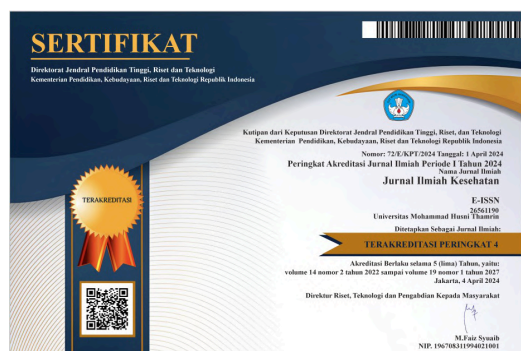 SERTIFIKAT
Direktorat Jendral Pendidikan Tinggi, Riset dan Teknologi
Kementerian Pendidikan, Kebudayaan, Riset dan Teknologi Republik Indonesia
Kutipan dari Keputusan Direktorat Jendral Pendidikan Tinggi, Riset, dan Teknologi
Kementerian Pendidikan, Kebudayaan, Riset dan Teknologi Republik Indonesia
Nomor: 72/E/KPT/2024 Tanggal: 1 April 2024
Peringkat Akreditasi Jurnal Ilmiah Periode I Tahun 2024
Nama Jurnal Ilmiah
Jurnal Ilmiah Kesehatan
E-ISSN
26561190
Universitas Mohammad Husni Thamrin
Ditetapkan Sebagai Jurnal Ilmiah:
TERAKREDITASI PERINGKAT 4
TERAKREDITASI
Akreditasi Berlaku selama 5 (lima) Tahun, yaitu:
volume 14 nomor 2 tahun 2022 sampai volume 19 nomor 1 tahun 2027
Jakarta, 4 April 2024
Direktur Riset, Teknologi dan Pengabdian Kepada Masyarakat
M.Faiz Syuaib
NIP. 196708311994021001